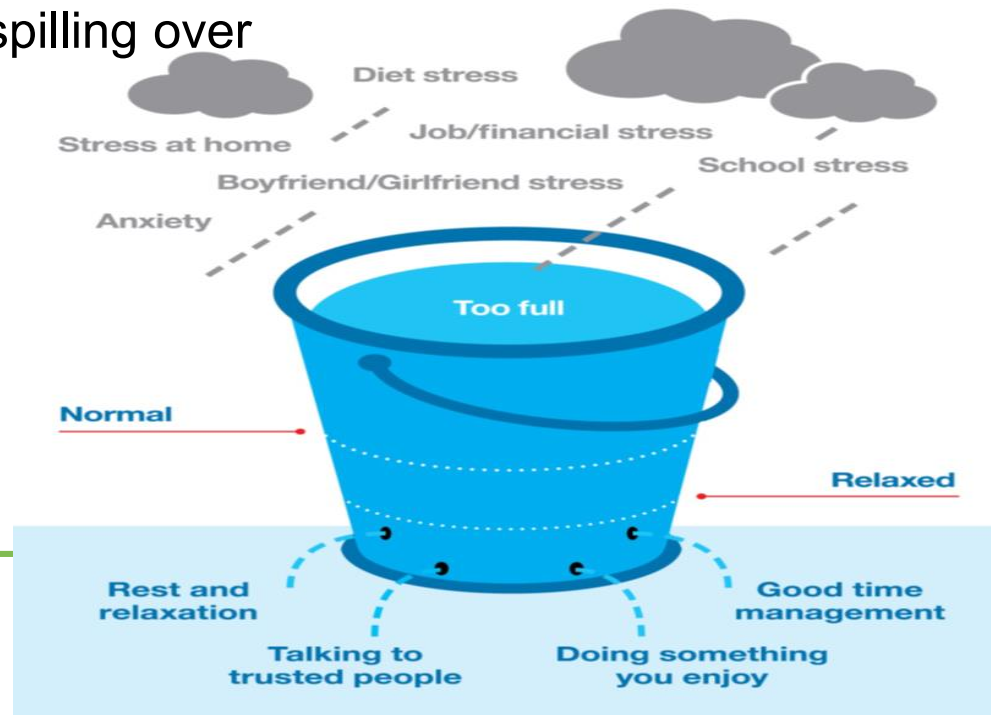 spilling over
Diet stress
Job/financial stress
Stress at home
School stress
Boyfriend/Girlfriend stress
Anxiety
Too full
Normal
Relaxed
Rest and
relaxation
Good time
management
Talking to
trusted people
Doing something
you enjoy